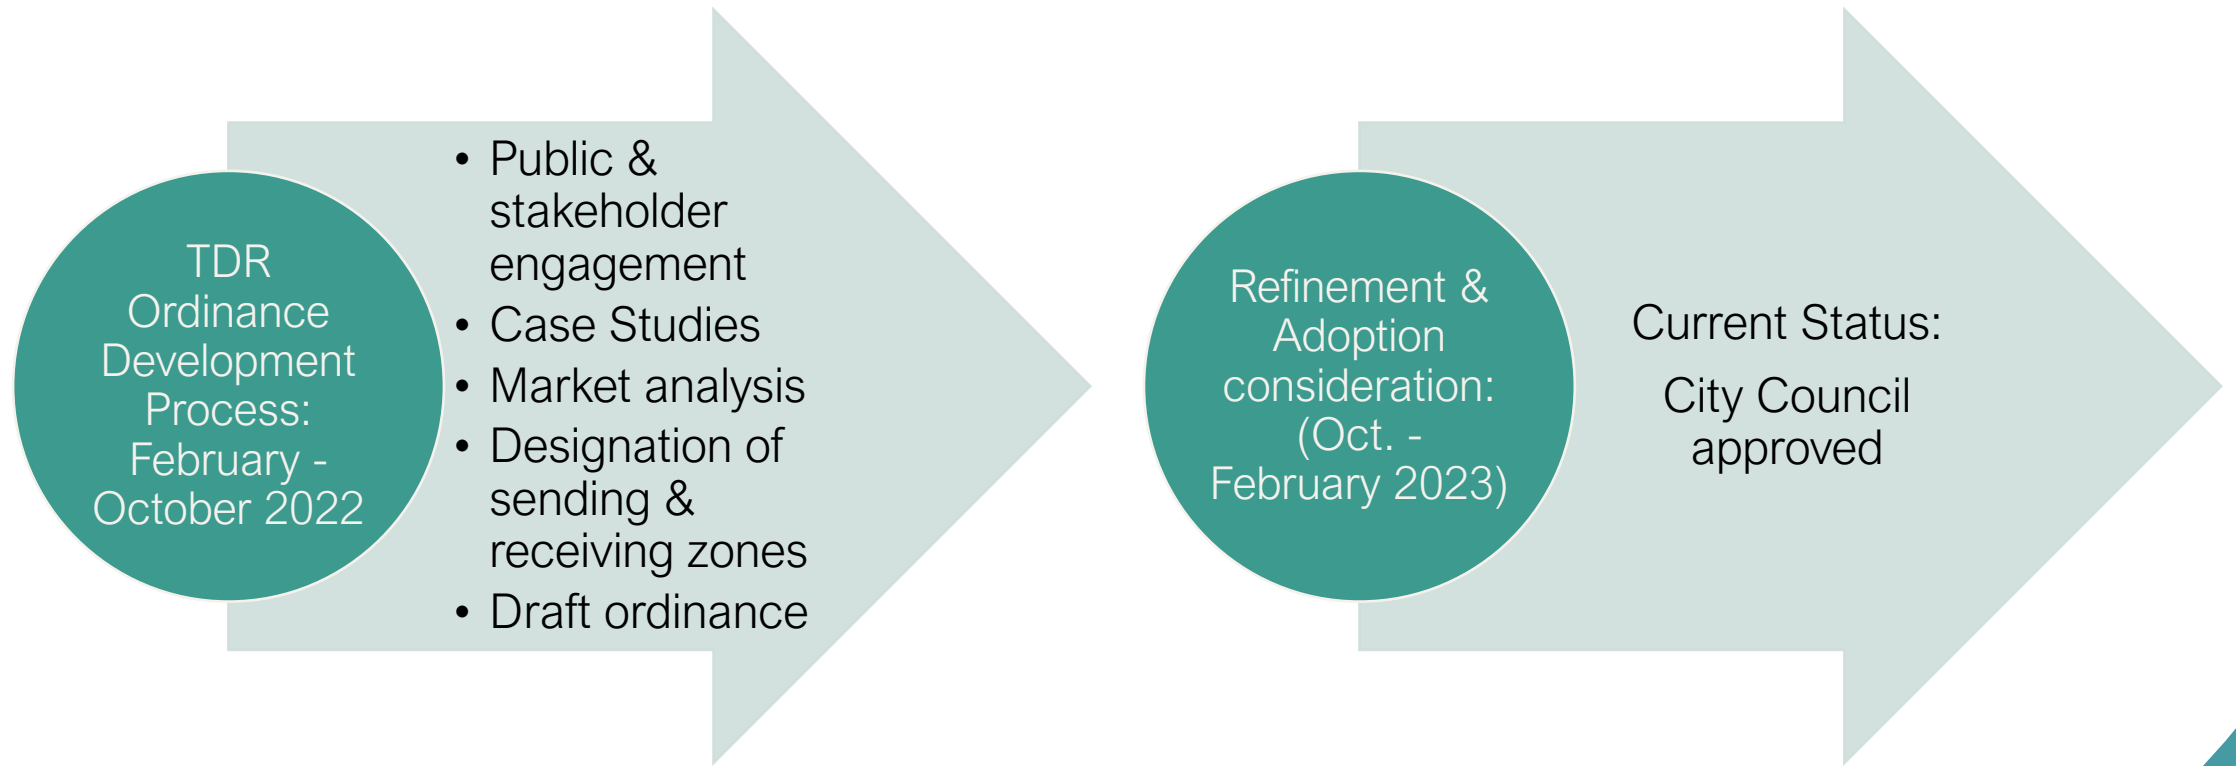 TDR
Ordinance
Development
Process:
February -
October 2022
• Public &
stakeholder
engagement
• Case Studies
• Market analysis
• Designation of
sending &
receiving zones
• Draft ordinance
Refinement &
Adoption
consideration:
(Oct. -
February 2023)
Current Status:
City Council
approved